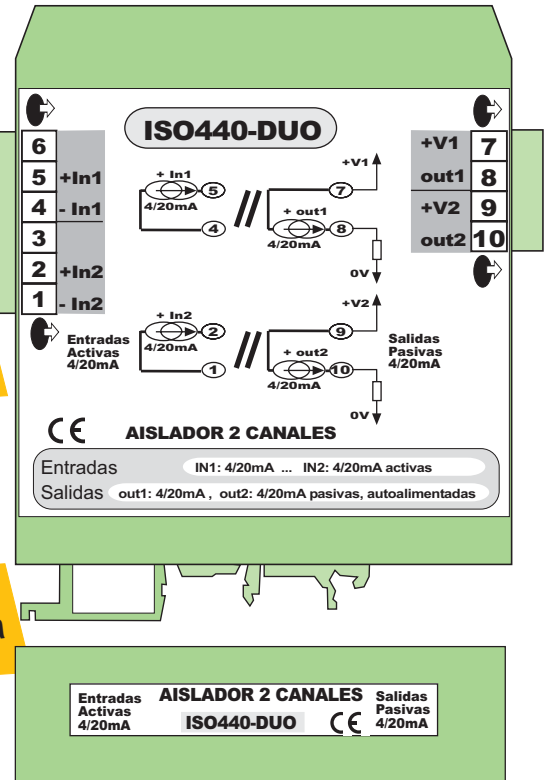 ISO440-DUO
6
5 +In1
4 - In1
3
2 +In2
1 - In2
+V1 7
out1 8
+V2 9
out2 10
+ In1
5
4/20mA
4
+V1
7
+ out1
8
4/20mA
0V
+ In2
2
4/20mA
1
+V2
9
+ out2
10
4/20mA
0V
Entradas
Activas
4/20mA
Salidas
Pasivas
4/20mA
CE AISLADOR 2 CANALES
Entradas IN1: 4/20mA ... IN2: 4/20mA activas
Salidas out1: 4/20mA , out2: 4/20mA pasivas, autoalimentadas
a
Entradas
Activas
4/20mA
AISLADOR 2 CANALES
ISO440-DUO CE
Salidas
Pasivas
4/20mA